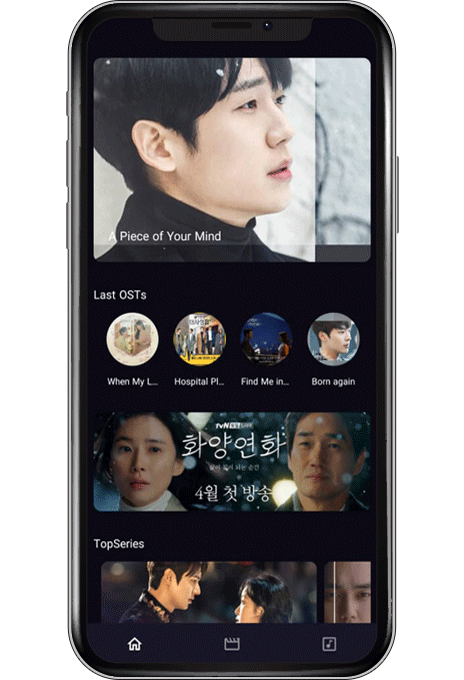 A Piece of Your Mind
Last OSTs
When My L...
Hospital Pl...
Find Me in...
Born again
tvN
화양연화
삶이 꽃이 되는 순간
4월 첫 방송
TopSeries